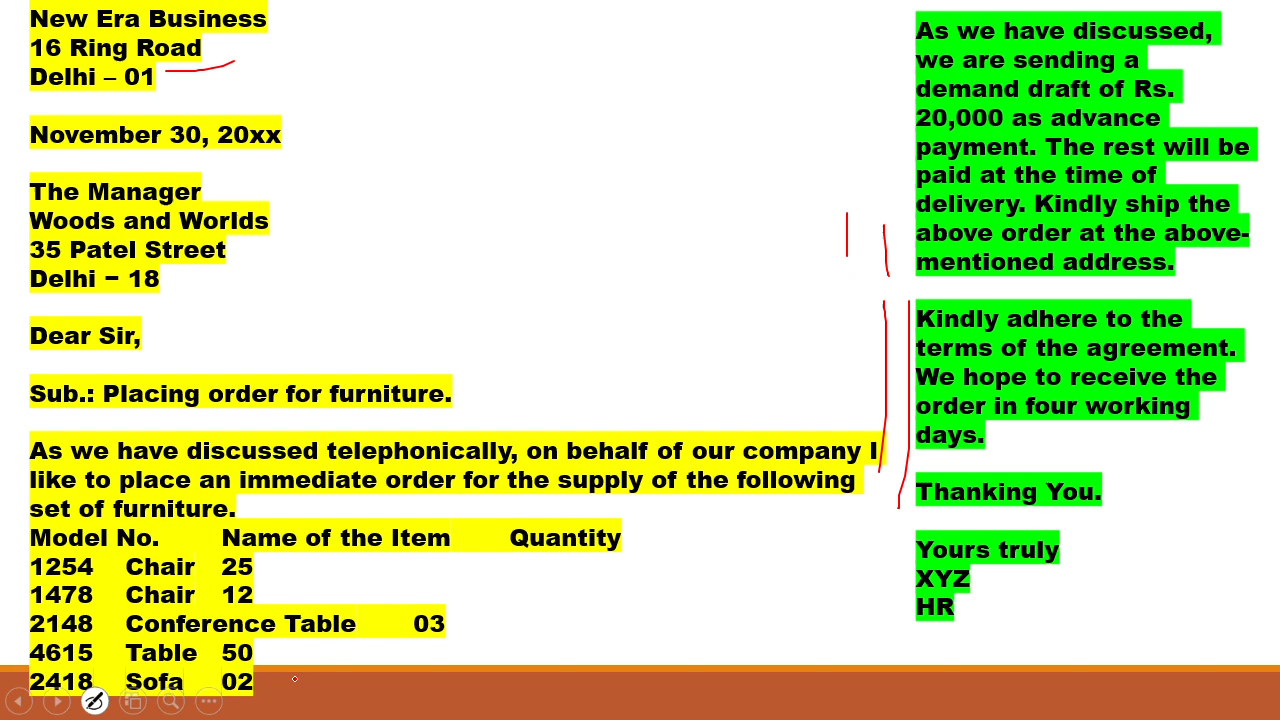 New Era Business
16 Ring Road
Delhi – 01
November 30, 20xx
The Manager
Woods and Worlds
35 Patel Street
Delhi – 18
Dear Sir,
Sub.: Placing order for furniture.
As we have discussed telephonically, on behalf of our company I
like to place an immediate order for the supply of the following
set of furniture.
Model No. Name of the Item Quantity
1254 Chair 25
1478 Chair 12
2148 Conference Table 03
4615 Table 50
2418 Sofa 02
As we have discussed,
we are sending a
demand draft of Rs.
20,000 as advance
payment. The rest will be
paid at the time of
delivery. Kindly ship the
above order at the above-
mentioned address.
Kindly adhere to the
terms of the agreement.
We hope to receive the
order in four working
days.
Thanking You.
Yours truly
XYZ
HR